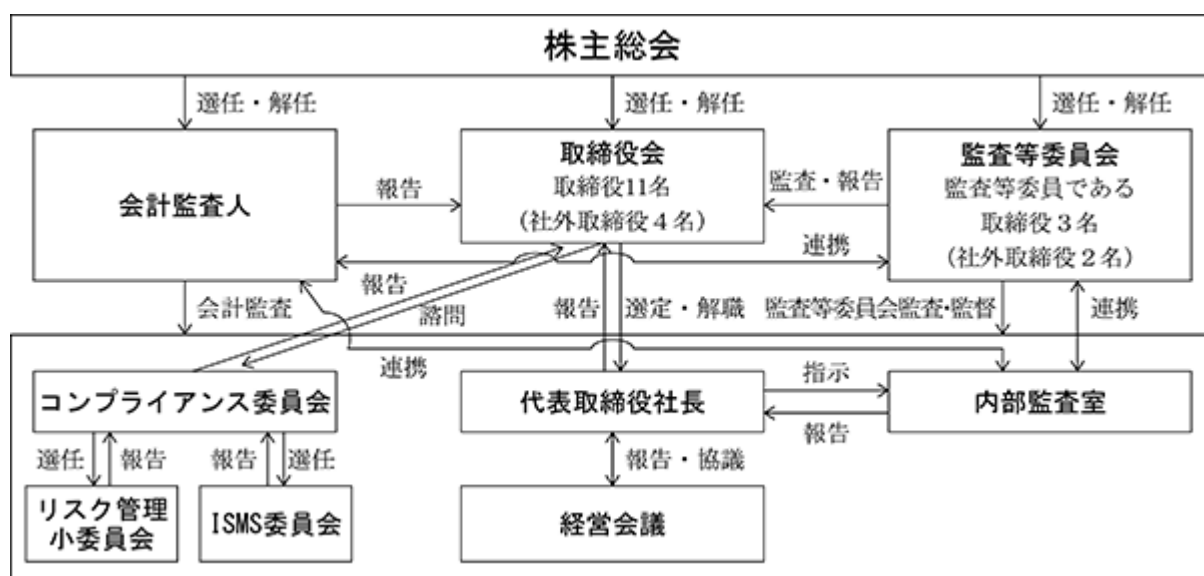 株主総会
選任・解任
選任・解任
選任・解任
会計監査人
報告
取締役会
取締役11名
(社外取締役４名)
監査・報告
監査等委員会
監査等委員である
取締役３名
(社外取締役２名)
連携
報告
会計監査
諮問
報告
選定・解職
監査等委員会監査・監督
連携
連携
コンプライアンス委員会
代表取締役社長
指示
報告
内部監査室
選任
報告
報告
選任
報告・協議
リスク管理
小委員会
ISMS委員会
経営会議